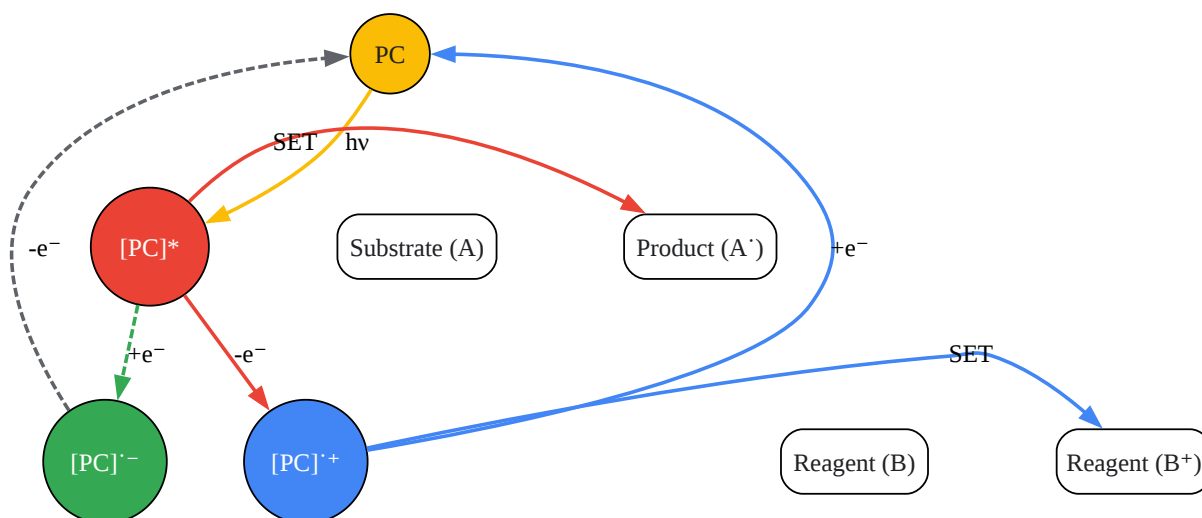 PC
SET
hν
[PC]*
Substrate (A)
Product (A˙)
-e⁻
+e⁻
+e⁻
-e⁻
SET
[PC]˙⁻
[PC]˙⁺
Reagent (B)
Reagent (B⁺)